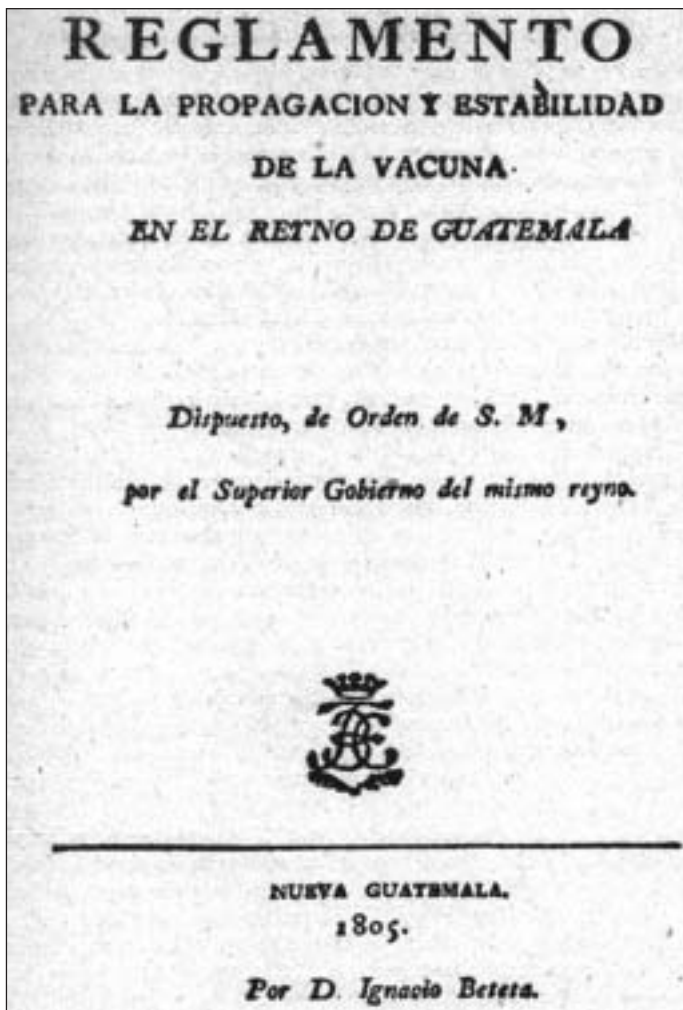 REGLAMENTO
PARA LA PROPAGACION Y ESTABILIDAD
DE LA VACUNA.
EN EL REYNO DE GUATEMALA
Dispuesto, de Orden de S. M,
por el Superior Gobierno del mismo reyno.
NUEVA GUATEMALA.
1805.
Por D. Ignacio Beteta.